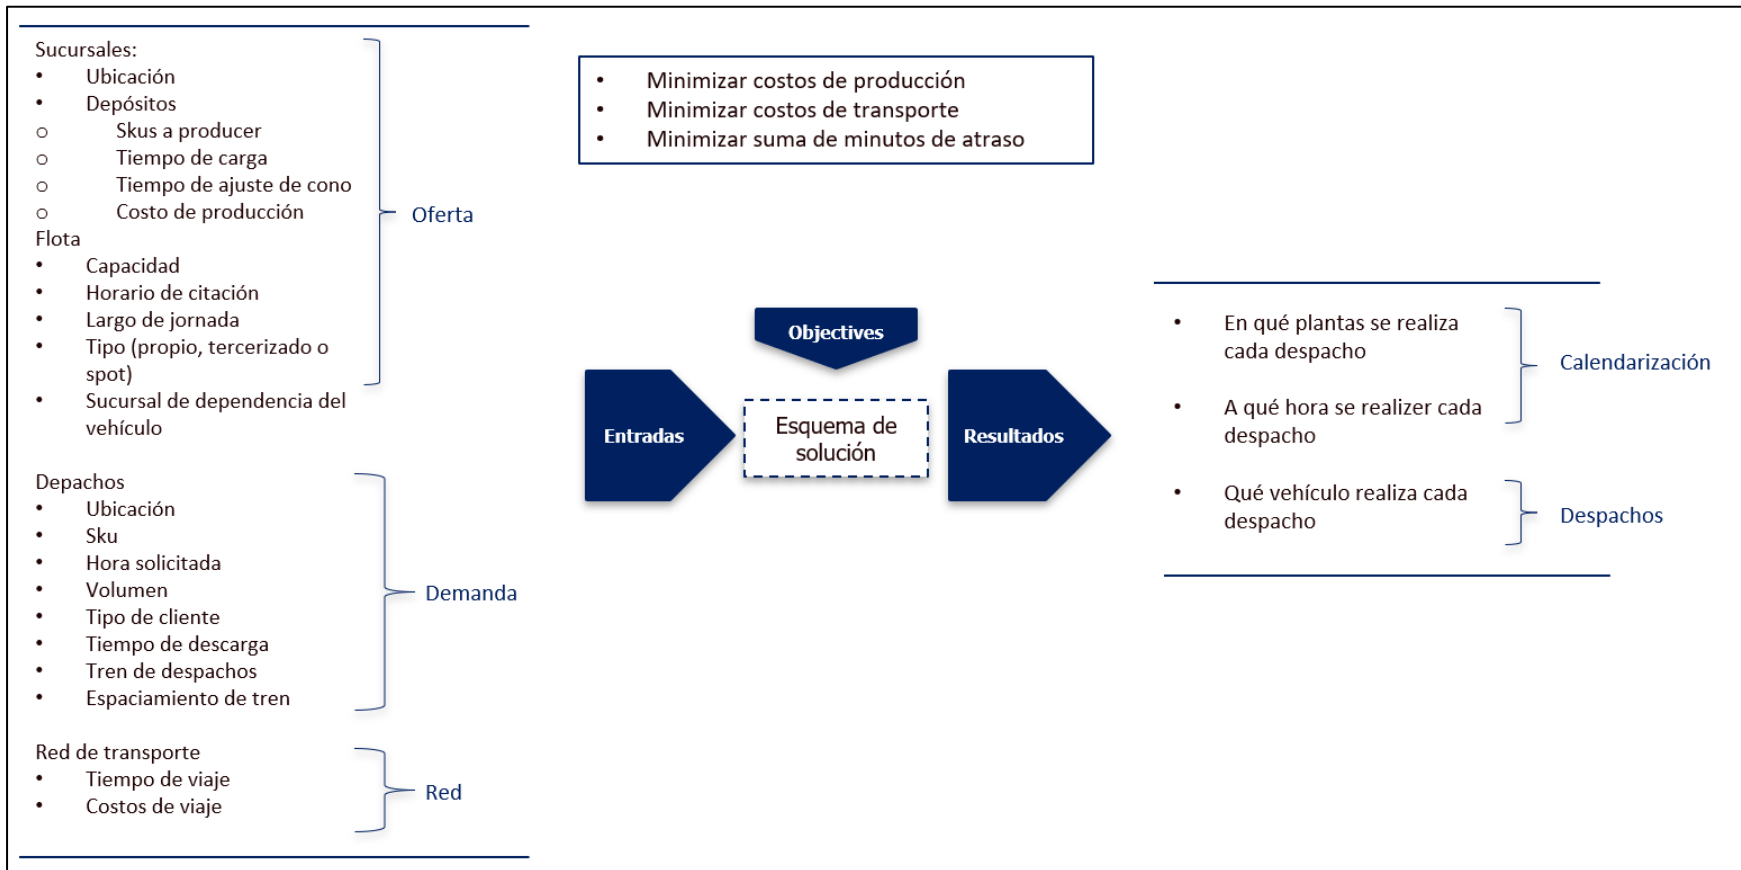 Sucursales:
• Ubicación
• Depósitos
o Skus a producer
o Tiempo de carga
o Tiempo de ajuste de cono
o Costo de producción
Flota
• Capacidad
• Horario de citación
• Largo de jornada
• Tipo (propio, tercerizado o
spot)
• Sucursal de dependencia del
vehículo
Oferta
Depachos
• Ubicación
• Sku
• Hora solicitada
• Volumen
• Tipo de cliente
• Tiempo de descarga
• Tren de despachos
• Espaciamiento de tren
Demanda
Red de transporte
• Tiempo de viaje
• Costos de viaje
Red
• Minimizar costos de producción
• Minimizar costos de transporte
• Minimizar suma de minutos de atraso
Objectives
Entradas
Esquema de
solución
Resultados
• En qué plantas se realiza
cada despacho
• A qué hora se realizer cada
despacho
Calendarización
• Qué vehículo realiza cada
despacho
Despachos